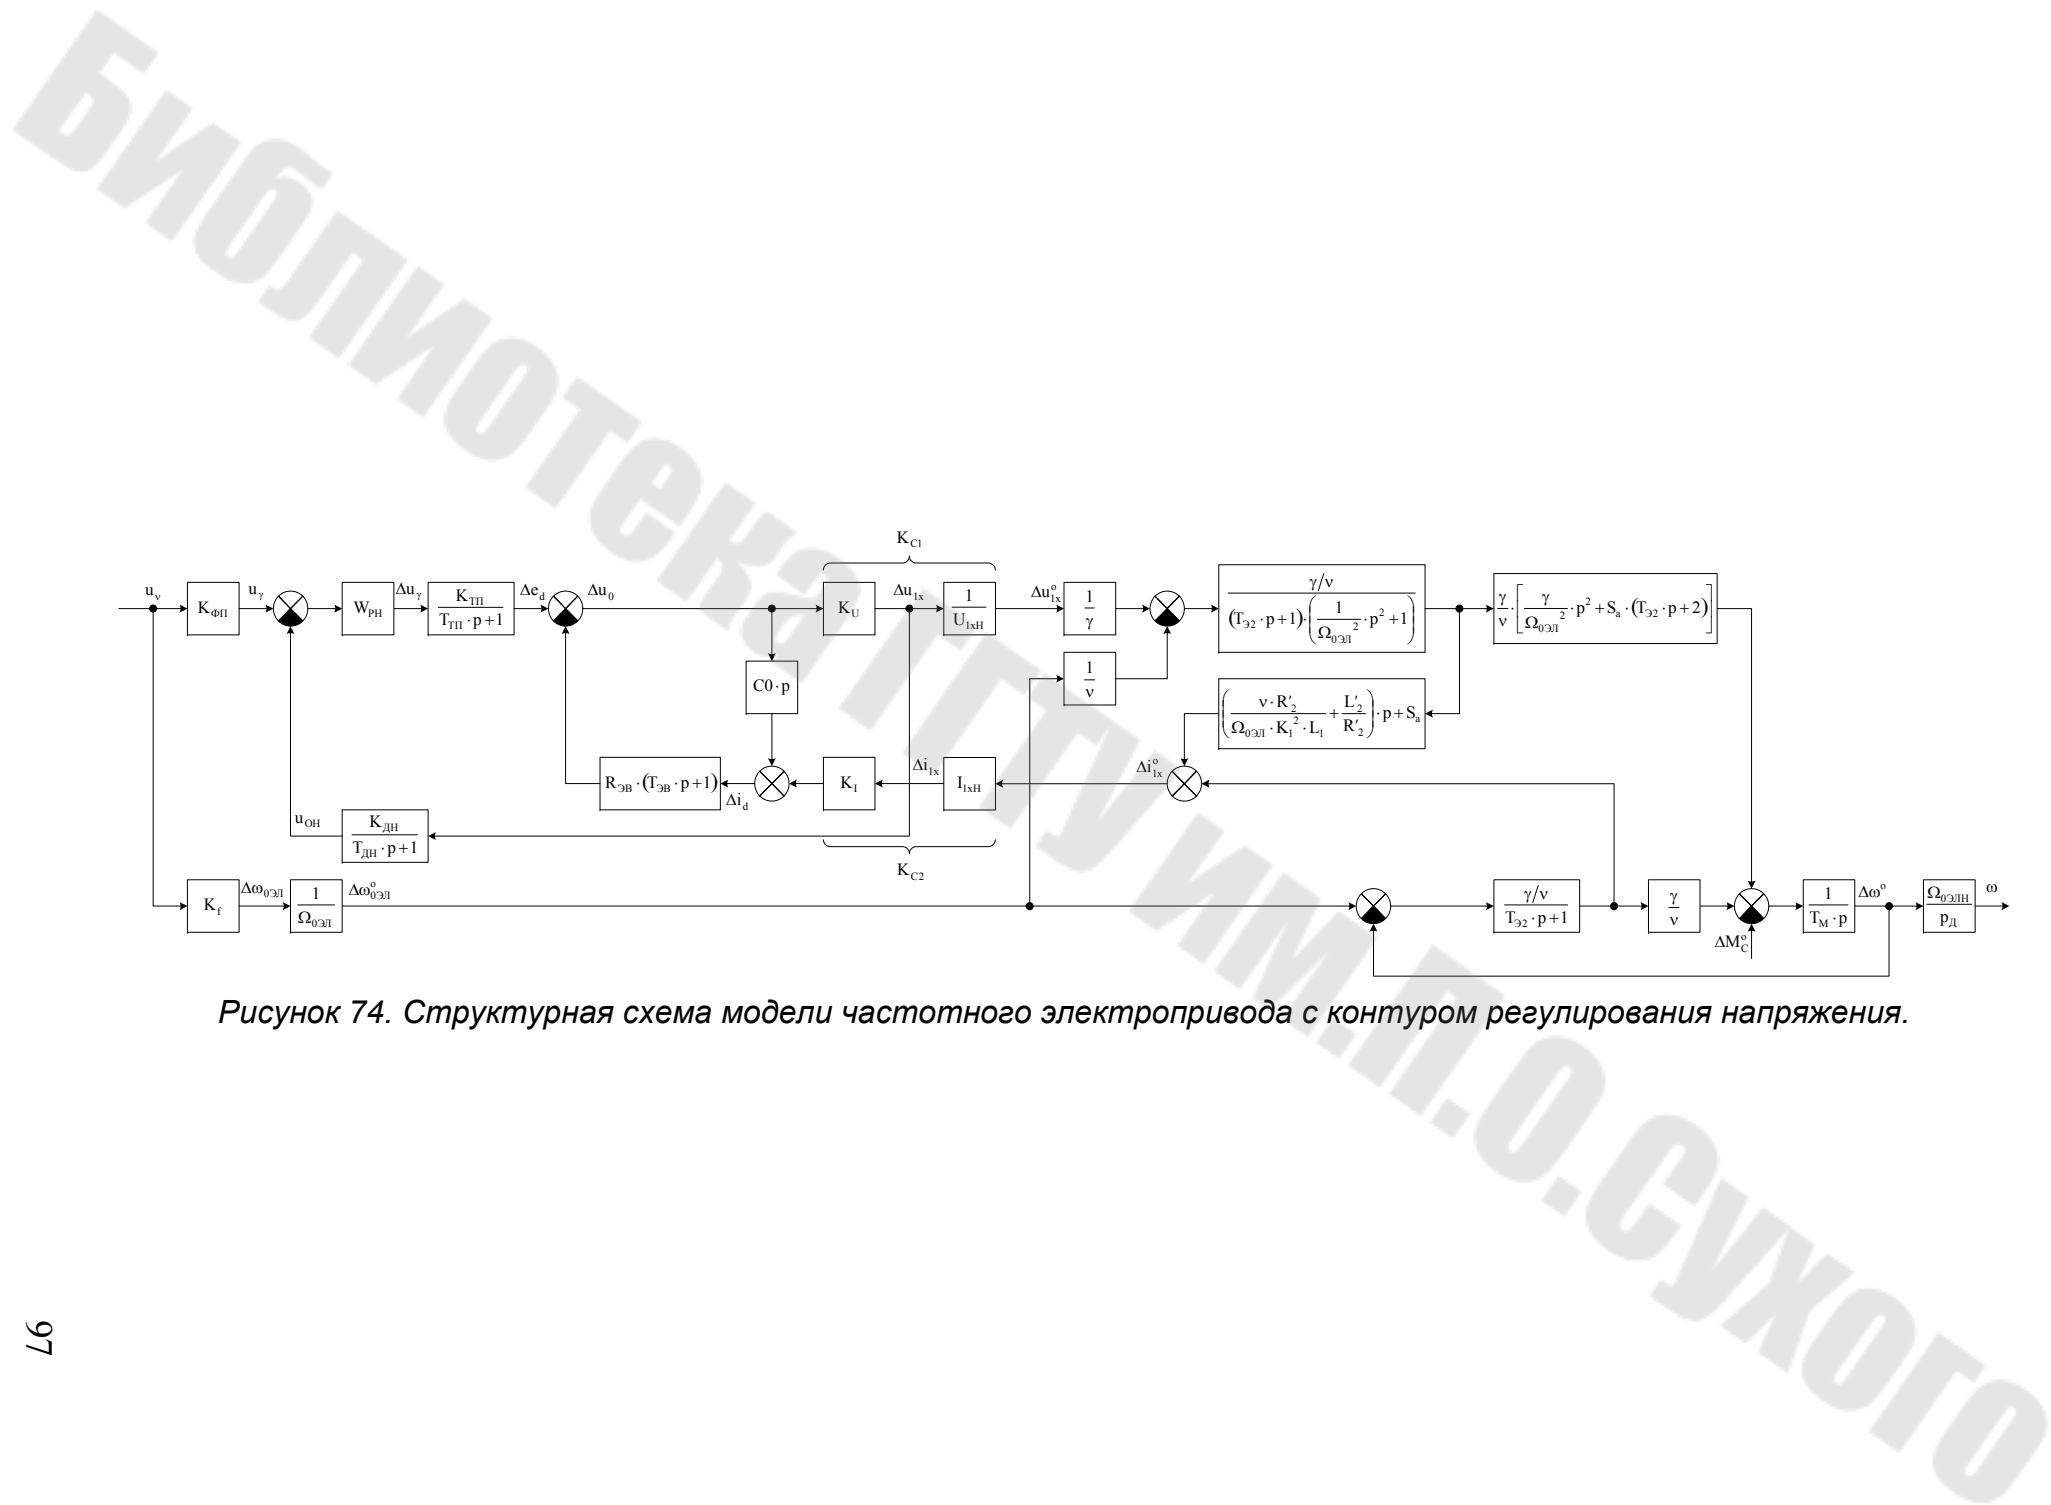 K_C1
u_ν
K_ФП
u_γ
W_РН
Δu_γ
K_ТП / (T_ТП · p + 1)
Δe_d
Δu_0
K_U
Δu_1x
1 / U_1xН
Δu°_1x
1 / γ
(γ/ν) / ((T_Э2 · p + 1) · (1 / Ω_0ЭЛ² · p² + 1))
γ/ν · [γ / Ω_0ЭЛ² · p² + S_a · (T_Э2 · p + 2)]
C0 · p
1 / ν
((ν · R′_2) / (Ω_0ЭЛ · K_1² · L_1) + L′_2 / R′_2) · p + S_a
R_ЭВ · (T_ЭВ · p + 1)
Δi_d
K_I
Δi_1x
I_1xН
Δi°_1x
u_ОН
K_ДН / (T_ДН · p + 1)
K_C2
K_f
Δω_0ЭЛ
1 / Ω_0ЭЛ
Δω°_0ЭЛ
(γ/ν) / (T_Э2 · p + 1)
γ / ν
ΔM°_C
1 / (T_М · p)
Δω°
Ω_0ЭЛН / p_Д
ω
Рисунок 74. Структурная схема модели частотного электропривода с контуром регулирования напряжения.
97
Библиотека ГГТУ им.П.О.Сухого